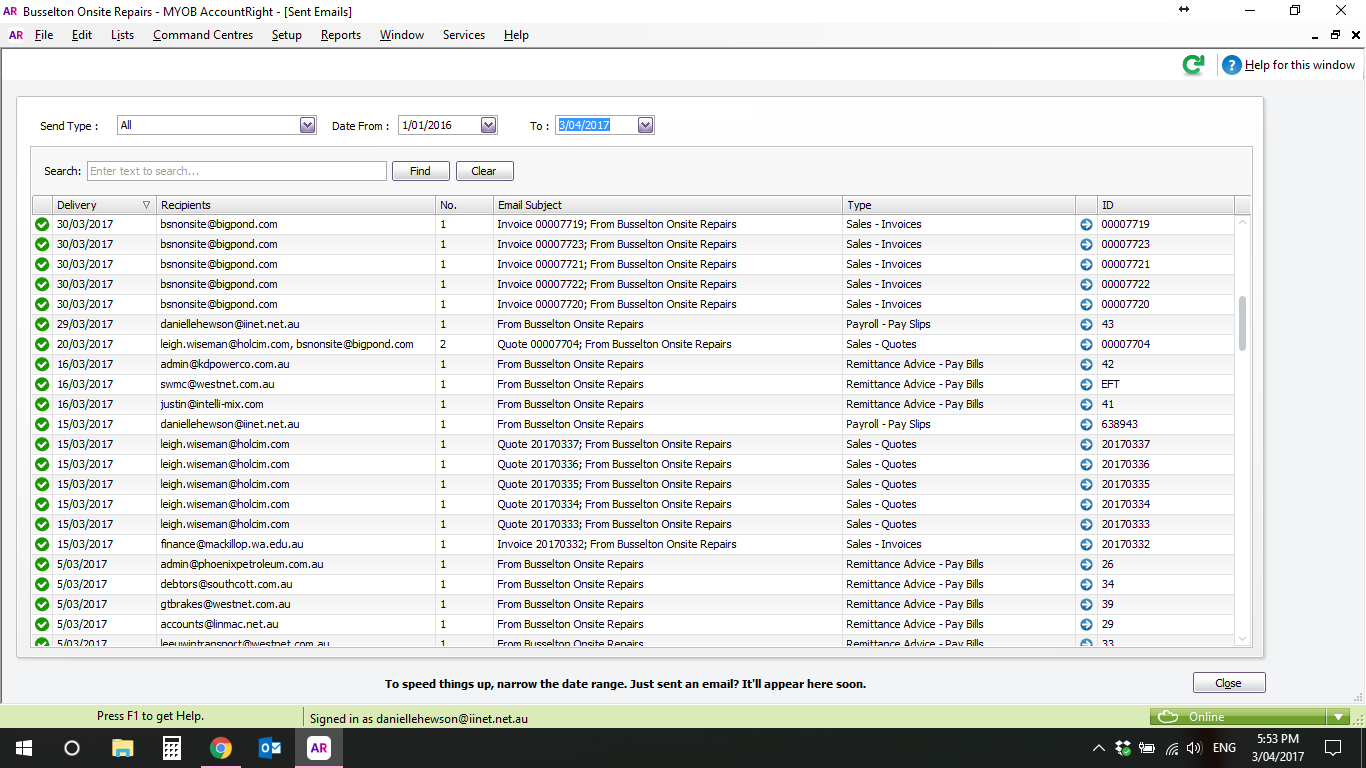 AR Busselton Onsite Repairs - MYOB AccountRight - [Sent Emails]
AR File Edit Lists Command Centres Setup Reports Window Services Help
? Help for this window
Send Type : All Date From : 1/01/2016 To : 3/04/2017
Search: Enter text to search... Find Clear
Delivery Recipients No. Email Subject Type ID
30/03/2017 bsnonsite@bigpond.com 1 Invoice 00007719; From Busselton Onsite Repairs Sales - Invoices 00007719
30/03/2017 bsnonsite@bigpond.com 1 Invoice 00007723; From Busselton Onsite Repairs Sales - Invoices 00007723
30/03/2017 bsnonsite@bigpond.com 1 Invoice 00007721; From Busselton Onsite Repairs Sales - Invoices 00007721
30/03/2017 bsnonsite@bigpond.com 1 Invoice 00007722; From Busselton Onsite Repairs Sales - Invoices 00007722
30/03/2017 bsnonsite@bigpond.com 1 Invoice 00007720; From Busselton Onsite Repairs Sales - Invoices 00007720
29/03/2017 daniellehewson@iinet.net.au 1 From Busselton Onsite Repairs Payroll - Pay Slips 43
20/03/2017 leigh.wiseman@holcim.com, bsnonsite@bigpond.com 2 Quote 00007704; From Busselton Onsite Repairs Sales - Quotes 00007704
16/03/2017 admin@kdpowerco.com.au 1 From Busselton Onsite Repairs Remittance Advice - Pay Bills 42
16/03/2017 swmc@westnet.com.au 1 From Busselton Onsite Repairs Remittance Advice - Pay Bills EFT
16/03/2017 justin@intelli-mix.com 1 From Busselton Onsite Repairs Remittance Advice - Pay Bills 41
15/03/2017 daniellehewson@iinet.net.au 1 From Busselton Onsite Repairs Payroll - Pay Slips 638943
15/03/2017 leigh.wiseman@holcim.com 1 Quote 20170337; From Busselton Onsite Repairs Sales - Quotes 20170337
15/03/2017 leigh.wiseman@holcim.com 1 Quote 20170336; From Busselton Onsite Repairs Sales - Quotes 20170336
15/03/2017 leigh.wiseman@holcim.com 1 Quote 20170335; From Busselton Onsite Repairs Sales - Quotes 20170335
15/03/2017 leigh.wiseman@holcim.com 1 Quote 20170334; From Busselton Onsite Repairs Sales - Quotes 20170334
15/03/2017 leigh.wiseman@holcim.com 1 Quote 20170333; From Busselton Onsite Repairs Sales - Quotes 20170333
15/03/2017 finance@mackillop.wa.edu.au 1 Invoice 20170332; From Busselton Onsite Repairs Sales - Invoices 20170332
5/03/2017 admin@phoenixpetroleum.com.au 1 From Busselton Onsite Repairs Remittance Advice - Pay Bills 26
5/03/2017 debtors@southcott.com.au 1 From Busselton Onsite Repairs Remittance Advice - Pay Bills 34
5/03/2017 gtbrakes@westnet.com.au 1 From Busselton Onsite Repairs Remittance Advice - Pay Bills 39
5/03/2017 accounts@linmac.net.au 1 From Busselton Onsite Repairs Remittance Advice - Pay Bills 29
5/03/2017 leeuwintransport@westnet.com.au 1 From Busselton Onsite Repairs Remittance Advice - Pay Bills 33
To speed things up, narrow the date range. Just sent an email? It'll appear here soon. Close
Press F1 to get Help. Signed in as daniellehewson@iinet.net.au Online
AR ENG 5:53 PM
3/04/2017